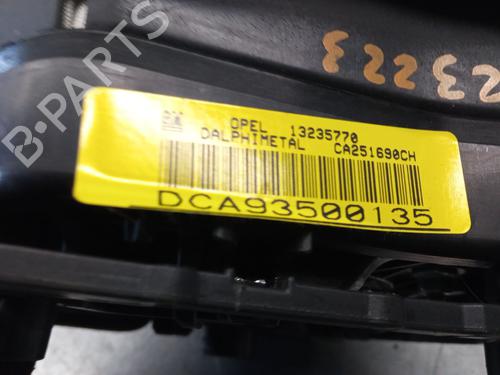 OPEL 13235770
DALPHIMETAL CA251690CH
DCA93500135
B-PARTS